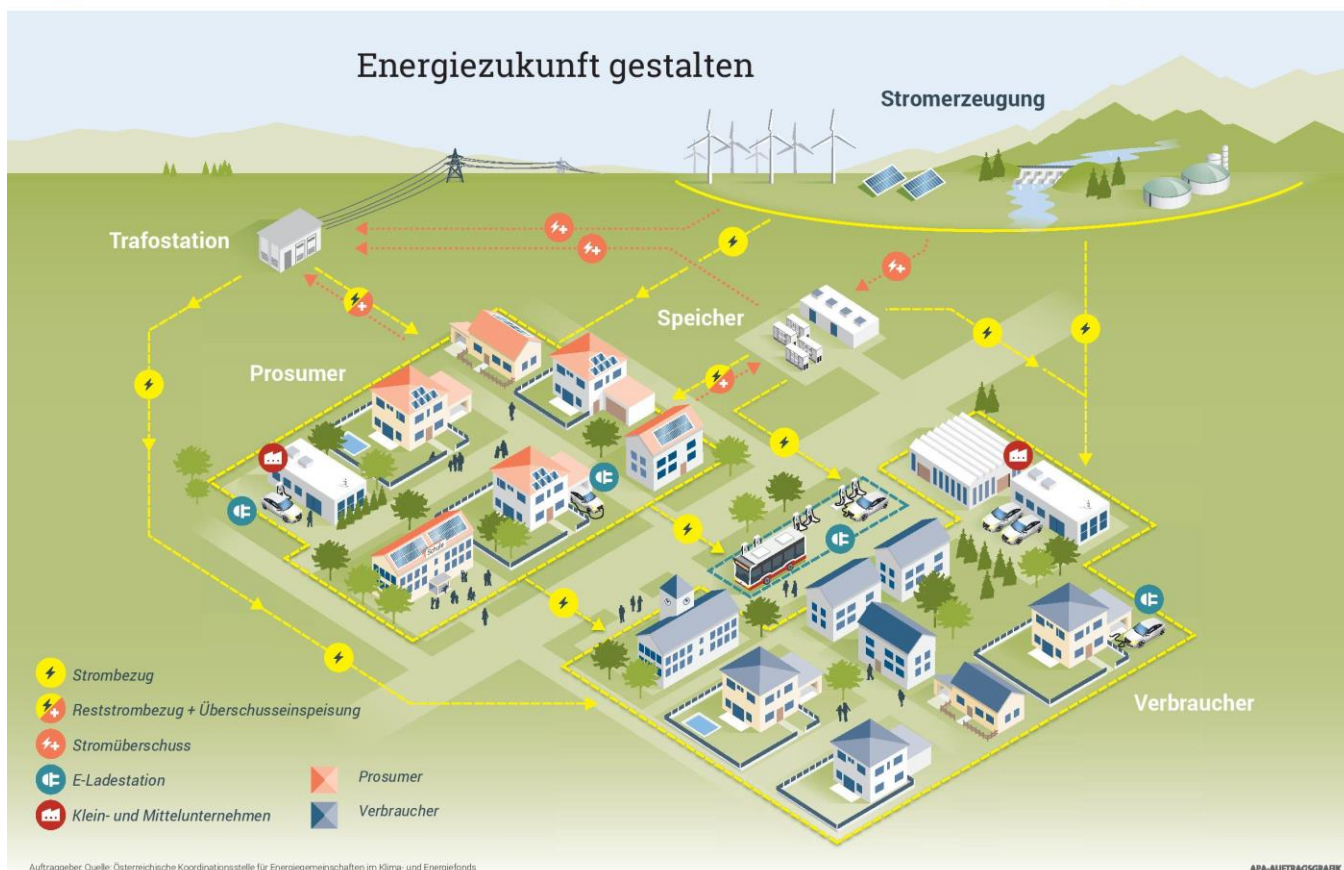 Energiezukunft gestalten
Stromerzeugung
Trafostation
Speicher
Prosumer
Schule
Verbraucher
Strombezug
Reststrombezug + Überschusseinspeisung
Stromüberschuss
E-Ladestation
Klein- und Mittelunternehmen
Prosumer
Verbraucher
Auftraggeber, Quelle: Österreichische Koordinationsstelle für Energiegemeinschaften im Klima- und Energiefonds
APA-AUFTRAGSGRAFIK